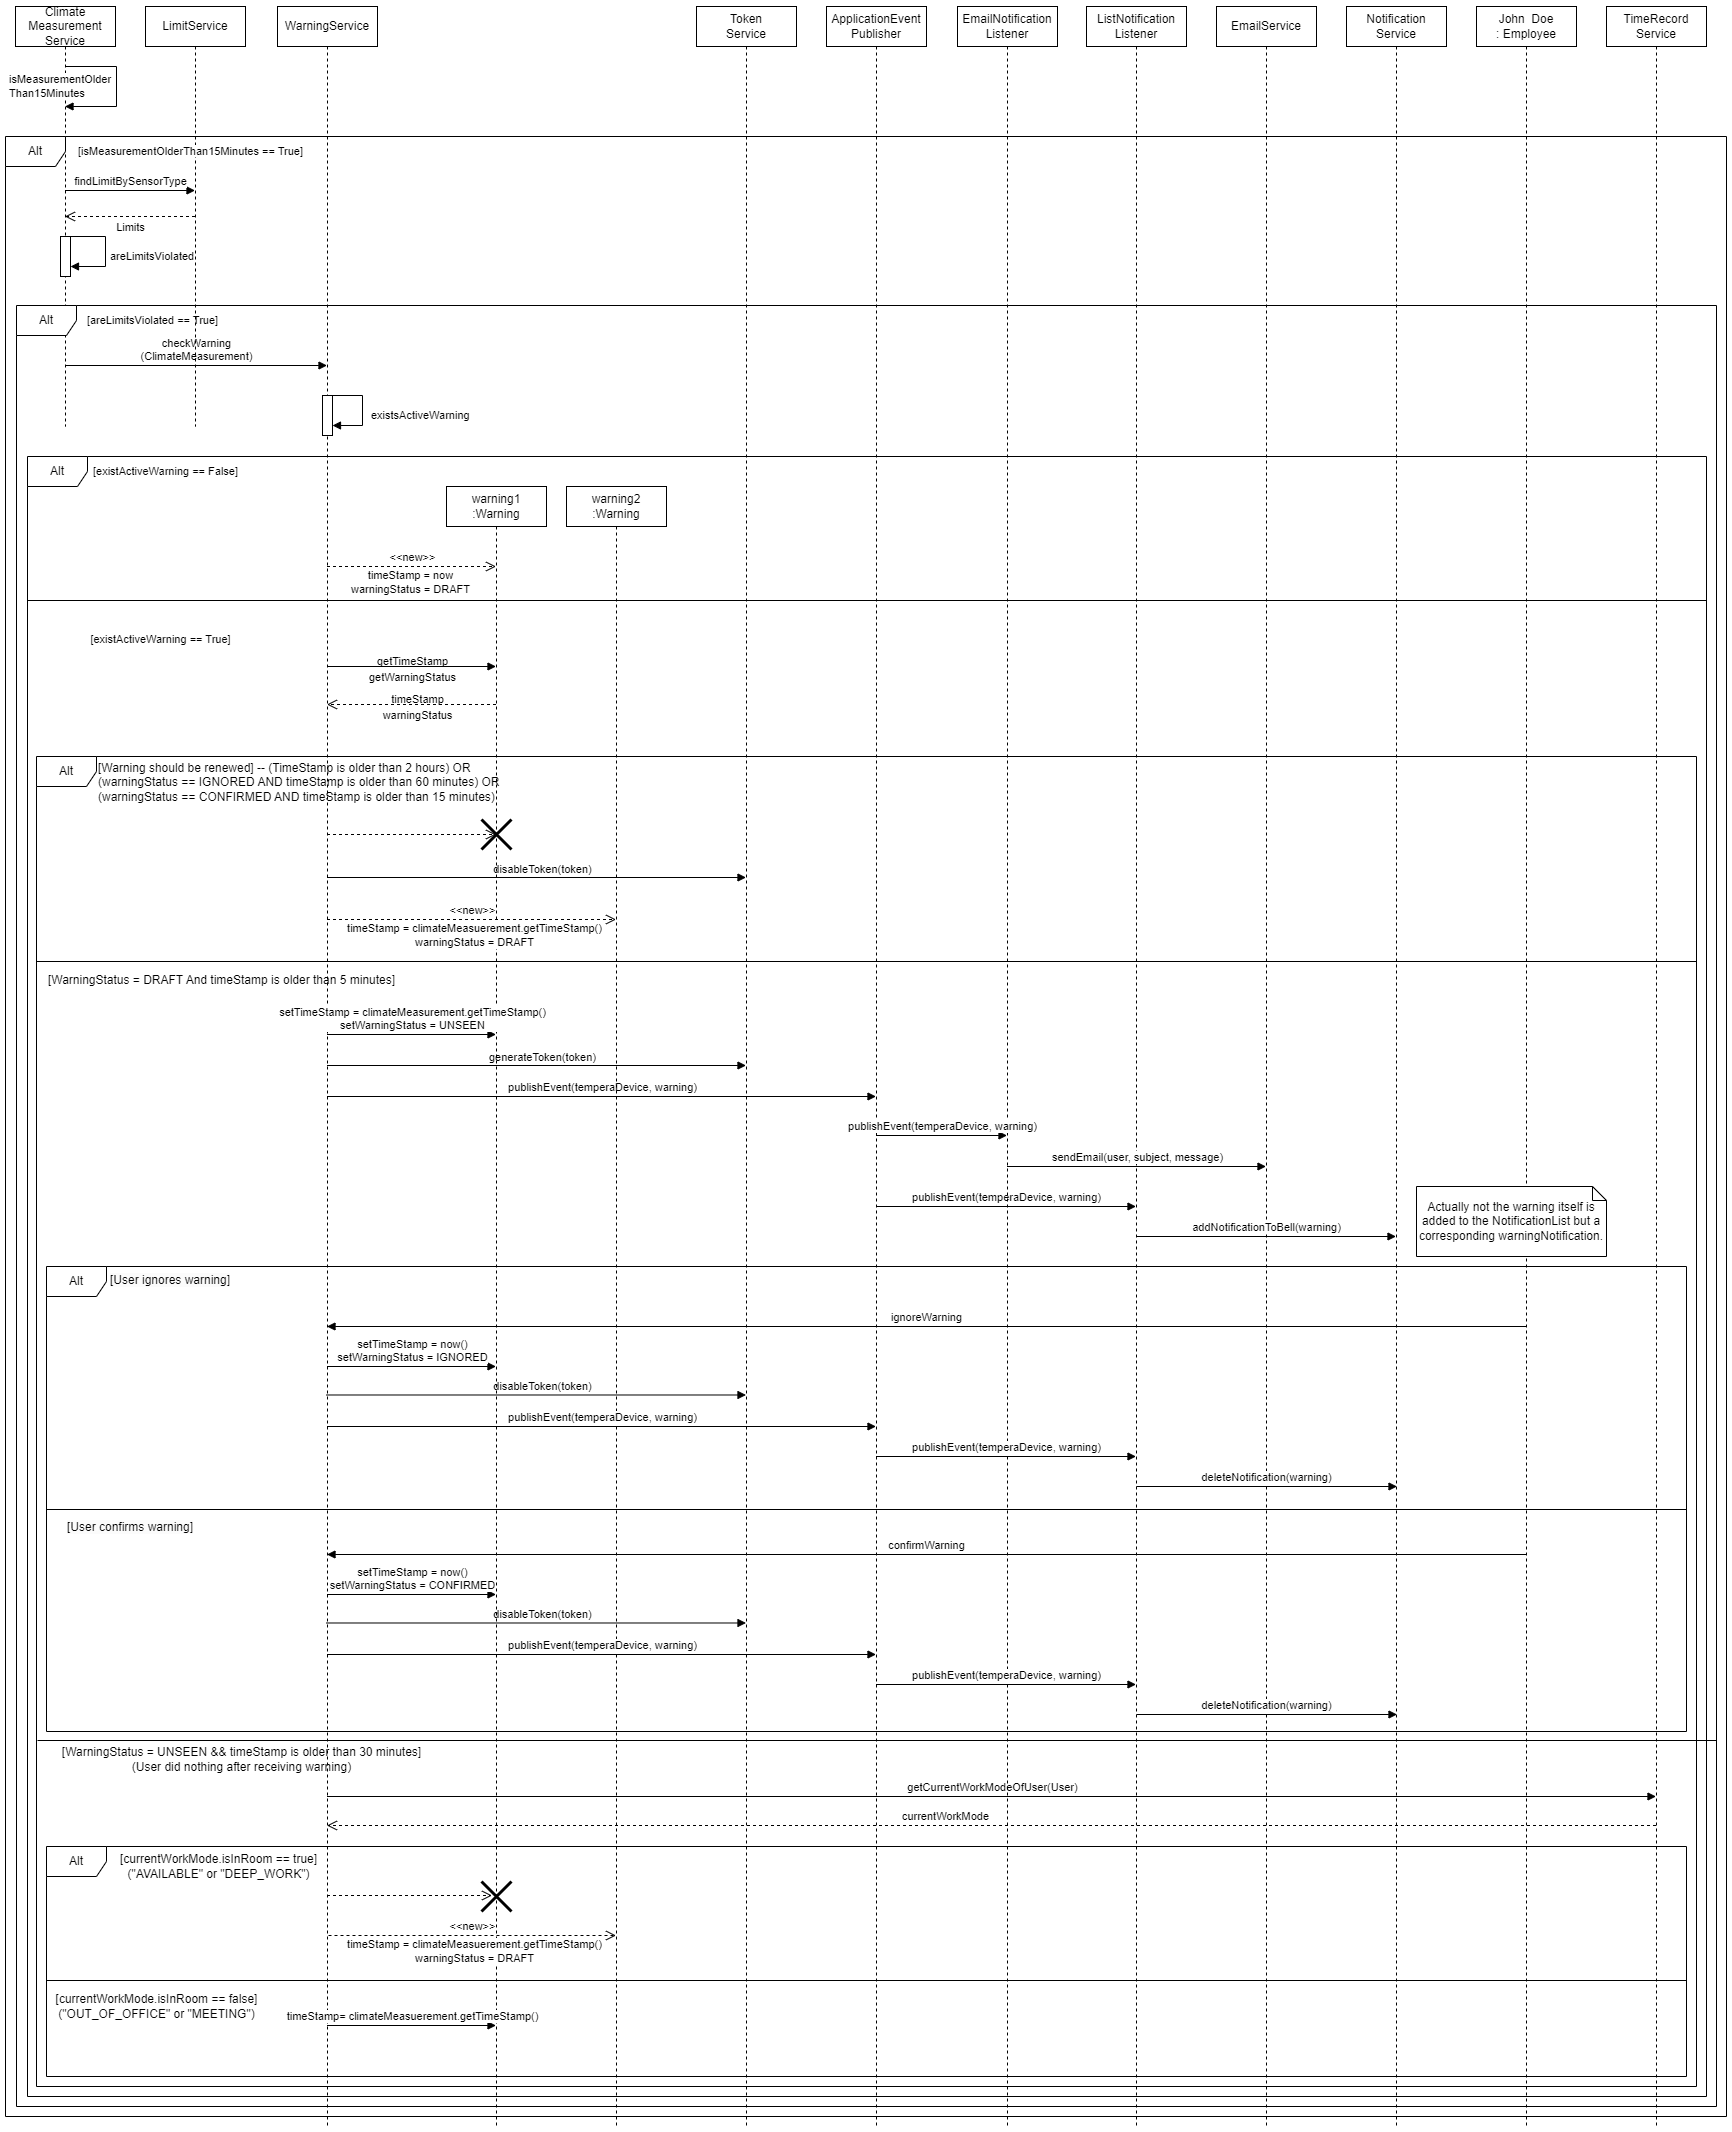 Climate
Measurement
Service
LimitService
WarningService
Token
Service
ApplicationEvent
Publisher
EmailNotification
Listener
ListNotification
Listener
EmailService
Notification
Service
John Doe
: Employee
TimeRecord
Service
isMeasurementOlder
Than15Minutes
Alt
[isMeasurementOlderThan15Minutes == True]
findLimitBySensorType
Limits
areLimitsViolated
Alt
[areLimitsViolated == True]
checkWarning
(ClimateMeasurement)
existsActiveWarning
Alt
[existActiveWarning == False]
warning1
:Warning
warning2
:Warning
<<new>>
timeStamp = now
warningStatus = DRAFT
[existActiveWarning == True]
getTimeStamp
getWarningStatus
timeStamp
warningStatus
Alt
[Warning should be renewed] -- (TimeStamp is older than 2 hours) OR
(warningStatus == IGNORED AND timeStamp is older than 60 minutes) OR
(warningStatus == CONFIRMED AND timeStamp is older than 15 minutes)
disableToken(token)
<<new>>
timeStamp = climateMeasuerement.getTimeStamp()
warningStatus = DRAFT
[WarningStatus = DRAFT And timeStamp is older than 5 minutes]
setTimeStamp = climateMeasurement.getTimeStamp()
setWarningStatus = UNSEEN
generateToken(token)
publishEvent(temperaDevice, warning)
publishEvent(temperaDevice, warning)
sendEmail(user, subject, message)
publishEvent(temperaDevice, warning)
addNotificationToBell(warning)
Actually not the warning itself is
added to the NotificationList but a
corresponding warningNotification.
Alt
[User ignores warning]
ignoreWarning
setTimeStamp = now()
setWarningStatus = IGNORED
disableToken(token)
publishEvent(temperaDevice, warning)
publishEvent(temperaDevice, warning)
deleteNotification(warning)
[User confirms warning]
confirmWarning
setTimeStamp = now()
setWarningStatus = CONFIRMED
disableToken(token)
publishEvent(temperaDevice, warning)
publishEvent(temperaDevice, warning)
deleteNotification(warning)
[WarningStatus = UNSEEN && timeStamp is older than 30 minutes]
(User did nothing after receiving warning)
getCurrentWorkModeOfUser(User)
currentWorkMode
Alt
[currentWorkMode.isInRoom == true]
("AVAILABLE" or "DEEP_WORK")
<<new>>
timeStamp = climateMeasuerement.getTimeStamp()
warningStatus = DRAFT
[currentWorkMode.isInRoom == false]
("OUT_OF_OFFICE" or "MEETING")
timeStamp= climateMeasuerement.getTimeStamp()